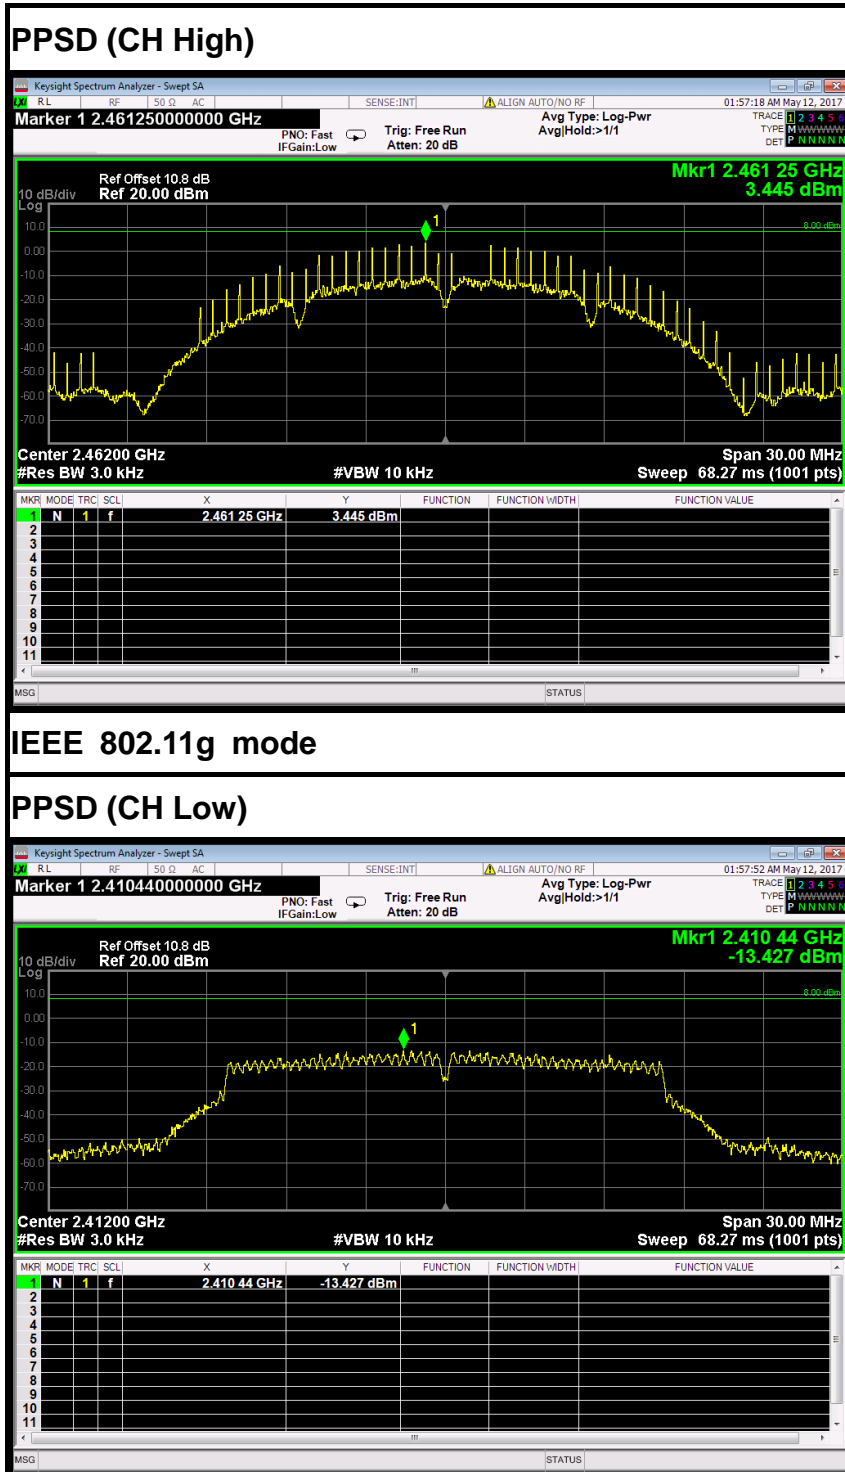 PPSD (CH High)
Keysight Spectrum Analyzer - Swept SA
LXI RL RF 50 Ω AC SENSE:INT ALIGN AUTO/NO RF 01:57:18 AM May 12, 2017
Marker 1 2.461250000000 GHz
PNO: Fast
IFGain:Low
Trig: Free Run
Atten: 20 dB
Avg Type: Log-Pwr
Avg|Hold:>1/1
TRACE 1 2 3 4 5 6
TYPE M WWWWW
DET P N N N N N
Mkr1 2.461 25 GHz
3.445 dBm
Ref Offset 10.8 dB
10 dB/div Ref 20.00 dBm
Log
1
10.0
8.00 dBm
0.00
-10.0
-20.0
-30.0
-40.0
-50.0
-60.0
-70.0
Center 2.46200 GHz Span 30.00 MHz
#Res BW 3.0 kHz #VBW 10 kHz Sweep 68.27 ms (1001 pts)
MKR MODE TRC SCL X Y FUNCTION FUNCTION WIDTH FUNCTION VALUE
1 N 1 f 2.461 25 GHz 3.445 dBm
2
3
4
5
6
7
8
9
10
11
MSG STATUS
IEEE 802.11g mode
PPSD (CH Low)
Keysight Spectrum Analyzer - Swept SA
LXI RL RF 50 Ω AC SENSE:INT ALIGN AUTO/NO RF 01:57:52 AM May 12, 2017
Marker 1 2.410440000000 GHz
PNO: Fast
IFGain:Low
Trig: Free Run
Atten: 20 dB
Avg Type: Log-Pwr
Avg|Hold:>1/1
TRACE 1 2 3 4 5 6
TYPE M WWWWW
DET P N N N N N
Mkr1 2.410 44 GHz
-13.427 dBm
Ref Offset 10.8 dB
10 dB/div Ref 20.00 dBm
Log
10.0
8.00 dBm
0.00
1
-10.0
-20.0
-30.0
-40.0
-50.0
-60.0
-70.0
Center 2.41200 GHz Span 30.00 MHz
#Res BW 3.0 kHz #VBW 10 kHz Sweep 68.27 ms (1001 pts)
MKR MODE TRC SCL X Y FUNCTION FUNCTION WIDTH FUNCTION VALUE
1 N 1 f 2.410 44 GHz -13.427 dBm
2
3
4
5
6
7
8
9
10
11
MSG STATUS